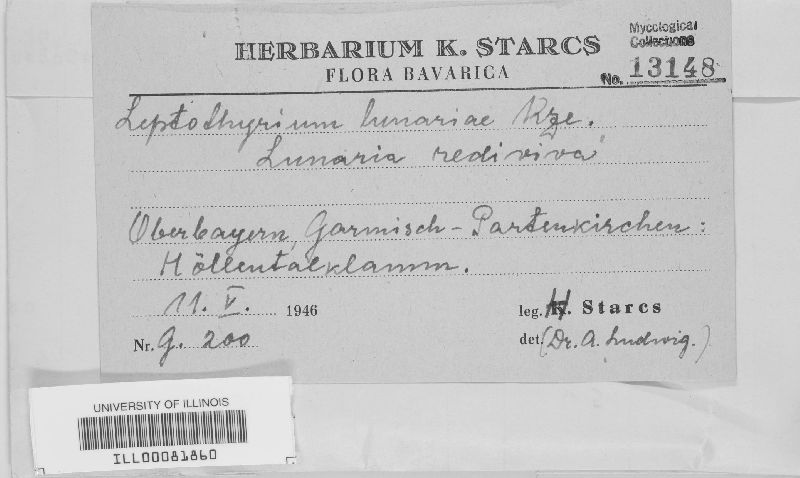 Mycological
Collections
HERBARIUM K. STARCS
FLORA BAVARICA
No. 13148
Leptothyrium lunariae Kze.
Lunaria rediviva
Oberbayern, Garmisch-Partenkirchen:
Höllentalklamm.
11. V. 1946
leg. H. Starcs
Nr. G. 200
det. (Dr. A. Ludwig.)
UNIVERSITY OF ILLINOIS
ILL00081860